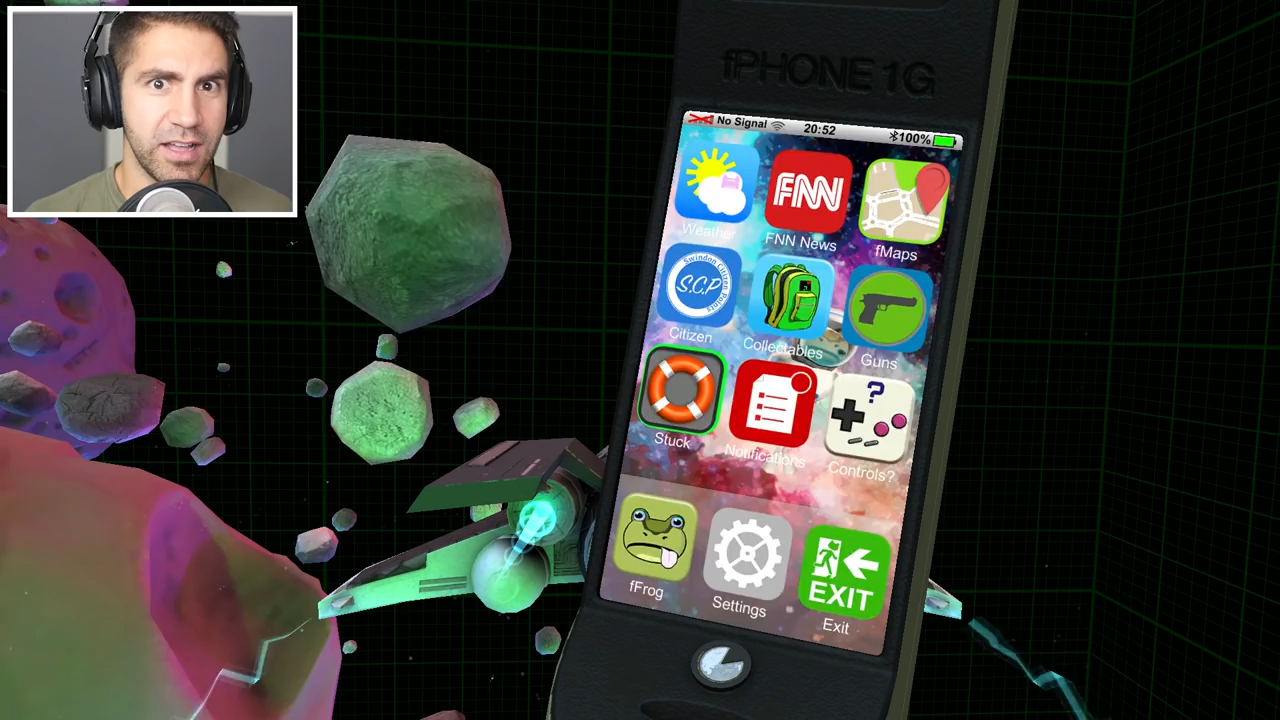 fPHONE 1G
No Signal 20:52 100%
FNN
Weather FNN News fMaps
Swindon Citizen Points
S.C.P
Citizen Collectables Guns
?
Stuck Notifications Controls?
EXIT
fFrog Settings Exit